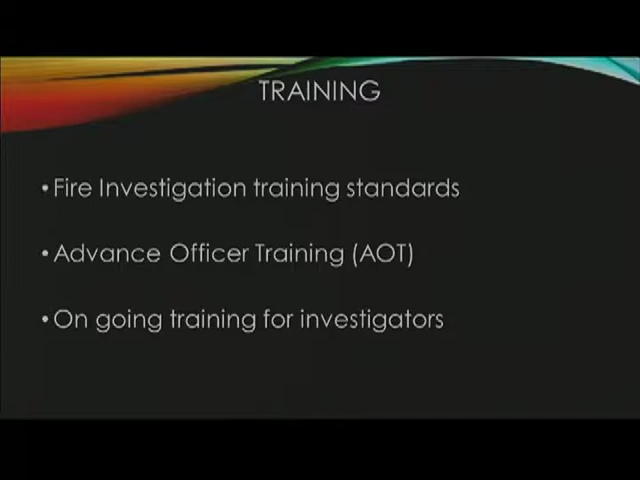 TRAINING
• Fire Investigation training standards
• Advance Officer Training (AOT)
• On going training for investigators